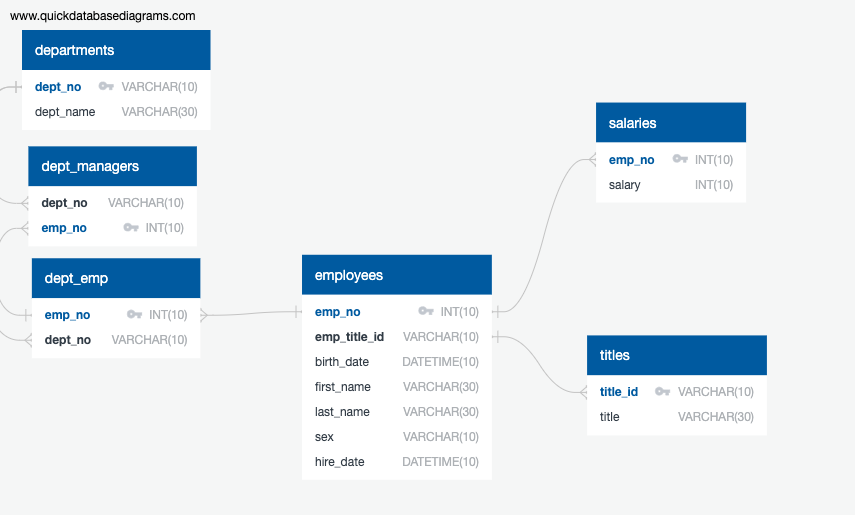 www.quickdatabasediagrams.com
departments
dept_no VARCHAR(10)
dept_name VARCHAR(30)
dept_managers
dept_no VARCHAR(10)
emp_no INT(10)
dept_emp
emp_no INT(10)
dept_no VARCHAR(10)
employees
emp_no INT(10)
emp_title_id VARCHAR(10)
birth_date DATETIME(10)
first_name VARCHAR(30)
last_name VARCHAR(30)
sex VARCHAR(10)
hire_date DATETIME(10)
salaries
emp_no INT(10)
salary INT(10)
titles
title_id VARCHAR(10)
title VARCHAR(30)